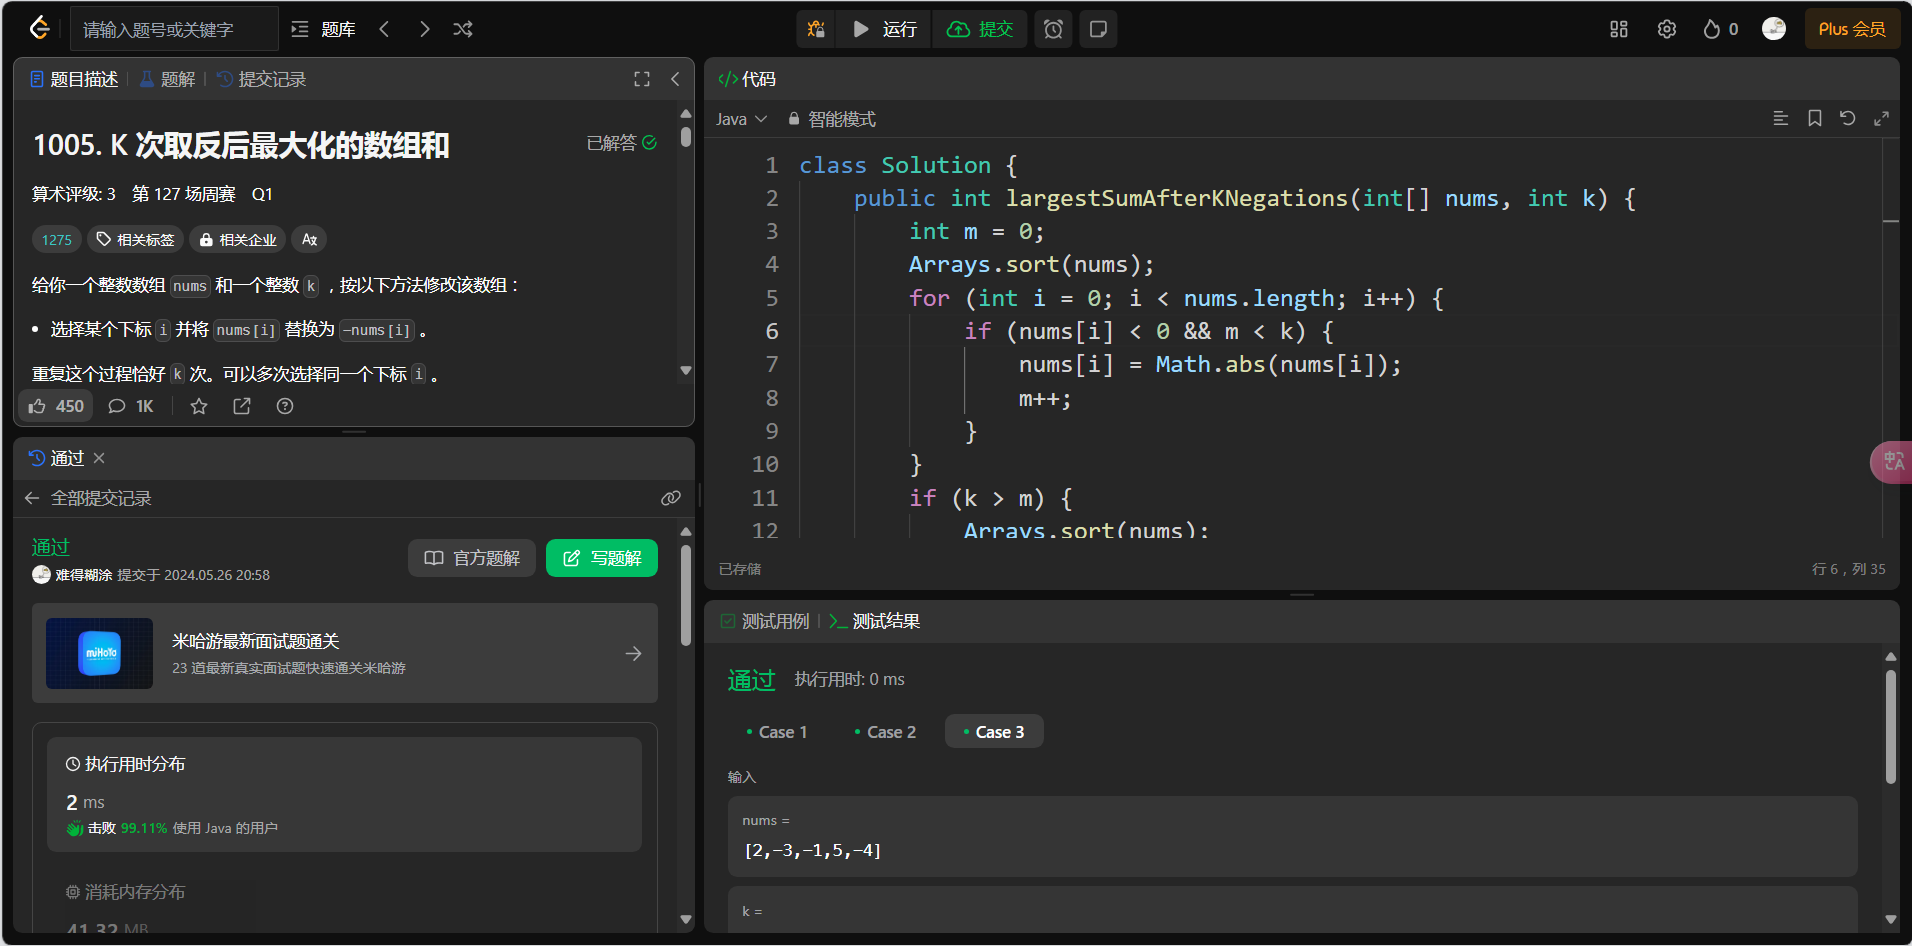 请输入题号或关键字
题库
运行
提交
0
Plus 会员
题目描述
题解
提交记录
1005. K 次取反后最大化的数组和
已解答
算术评级: 3 第 127 场周赛 Q1
1275
相关标签
相关企业
给你一个整数数组 nums 和一个整数 k ，按以下方法修改该数组：
• 选择某个下标 i 并将 nums[i] 替换为 -nums[i] 。
重复这个过程恰好 k 次。可以多次选择同一个下标 i 。
450
1K
通过
全部提交记录
通过
难得糊涂 提交于 2024.05.26 20:58
官方题解
写题解
miHoYo
米哈游最新面试题通关
23 道最新真实面试题快速通关米哈游
执行用时分布
2 ms
击败 99.11% 使用 Java 的用户
消耗内存分布
41.32 MB
</> 代码
Java
智能模式
1 class Solution {
2 public int largestSumAfterKNegations(int[] nums, int k) {
3 int m = 0;
4 Arrays.sort(nums);
5 for (int i = 0; i < nums.length; i++) {
6 if (nums[i] < 0 && m < k) {
7 nums[i] = Math.abs(nums[i]);
8 m++;
9 }
10 }
11 if (k > m) {
12 Arrays.sort(nums);
已存储
行 6，列 35
测试用例
测试结果
通过
执行用时: 0 ms
• Case 1
• Case 2
• Case 3
输入
nums =
[2,-3,-1,5,-4]
k =